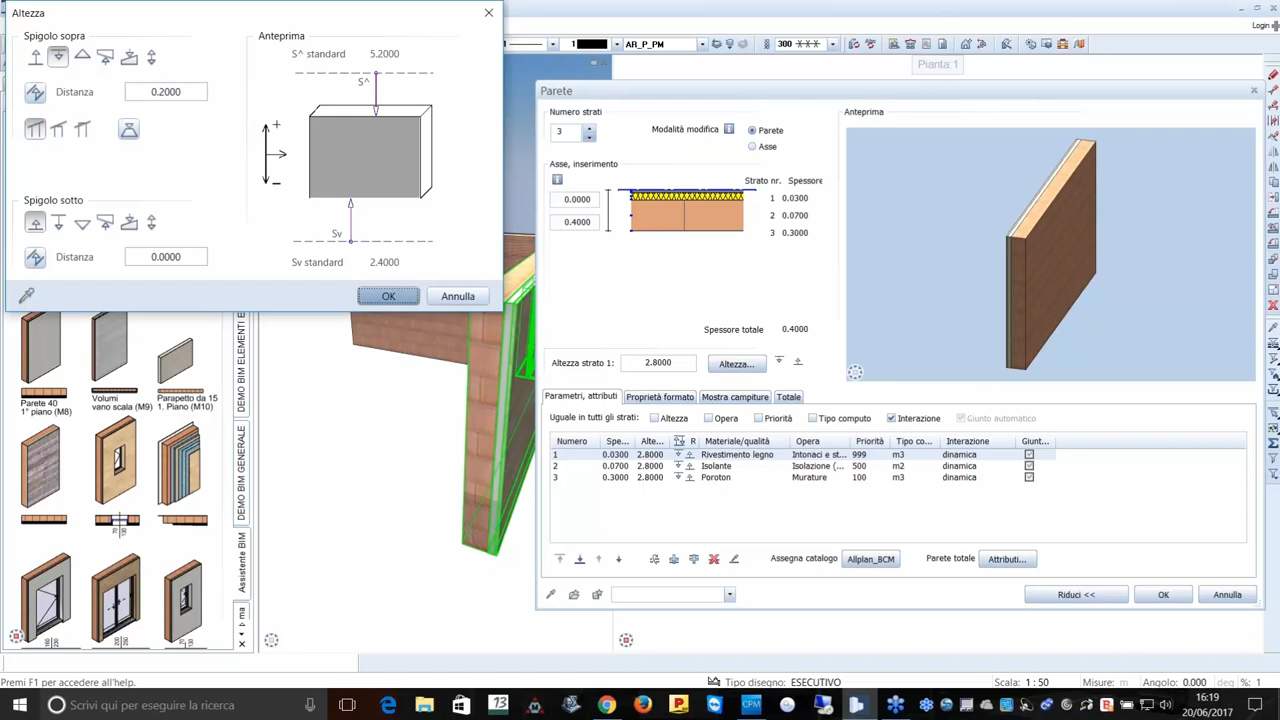 Altezza
Spigolo sopra
Distanza 0.2000
Spigolo sotto
Distanza 0.0000
Anteprima
S^ standard 5.2000
S^
+
−
Sv
Sv standard 2.4000
OK
Annulla
1
AR_P_PM
300
Login
Pianta:1
Parete
Numero strati
3
Modalità modifica
Parete
Asse
Asse, inserimento
0.0000
0.4000
Strato nr. Spessore
1 0.0300
2 0.0700
3 0.3000
Spessore totale 0.4000
Altezza strato 1: 2.8000 Altezza...
Anteprima
Parametri, attributi Proprietà formato Mostra campiture Totale
Uguale in tutti gli strati: Altezza Opera Priorità Tipo computo Interazione Giunto automatico
Numero Spe... Alte... R Materiale/qualità Opera Priorità Tipo co... Interazione Giunt...
1 0.0300 2.8000 Rivestimento legno Intonaci e st... 999 m3 dinamica
2 0.0700 2.8000 Isolante Isolazione (... 500 m2 dinamica
3 0.3000 2.8000 Poroton Murature 100 m3 dinamica
Assegna catalogo Allplan_BCM Parete totale Attributi...
Riduci << OK Annulla
Parete 40
1° piano (M8)
Volumi
vano scala (M9)
Parapetto da 15
1. Piano (M10)
DEMO BIM ELEMENTI E
DEMO BIM GENERALE
Assistente BIM
ma
Premi F1 per accedere all'help.
Tipo disegno: ESECUTIVO
Scala: 1 : 50
Misure: m
Angolo: 0.000
deg
%: 1
Scrivi qui per eseguire la ricerca
13
CPM
16:19
20/06/2017